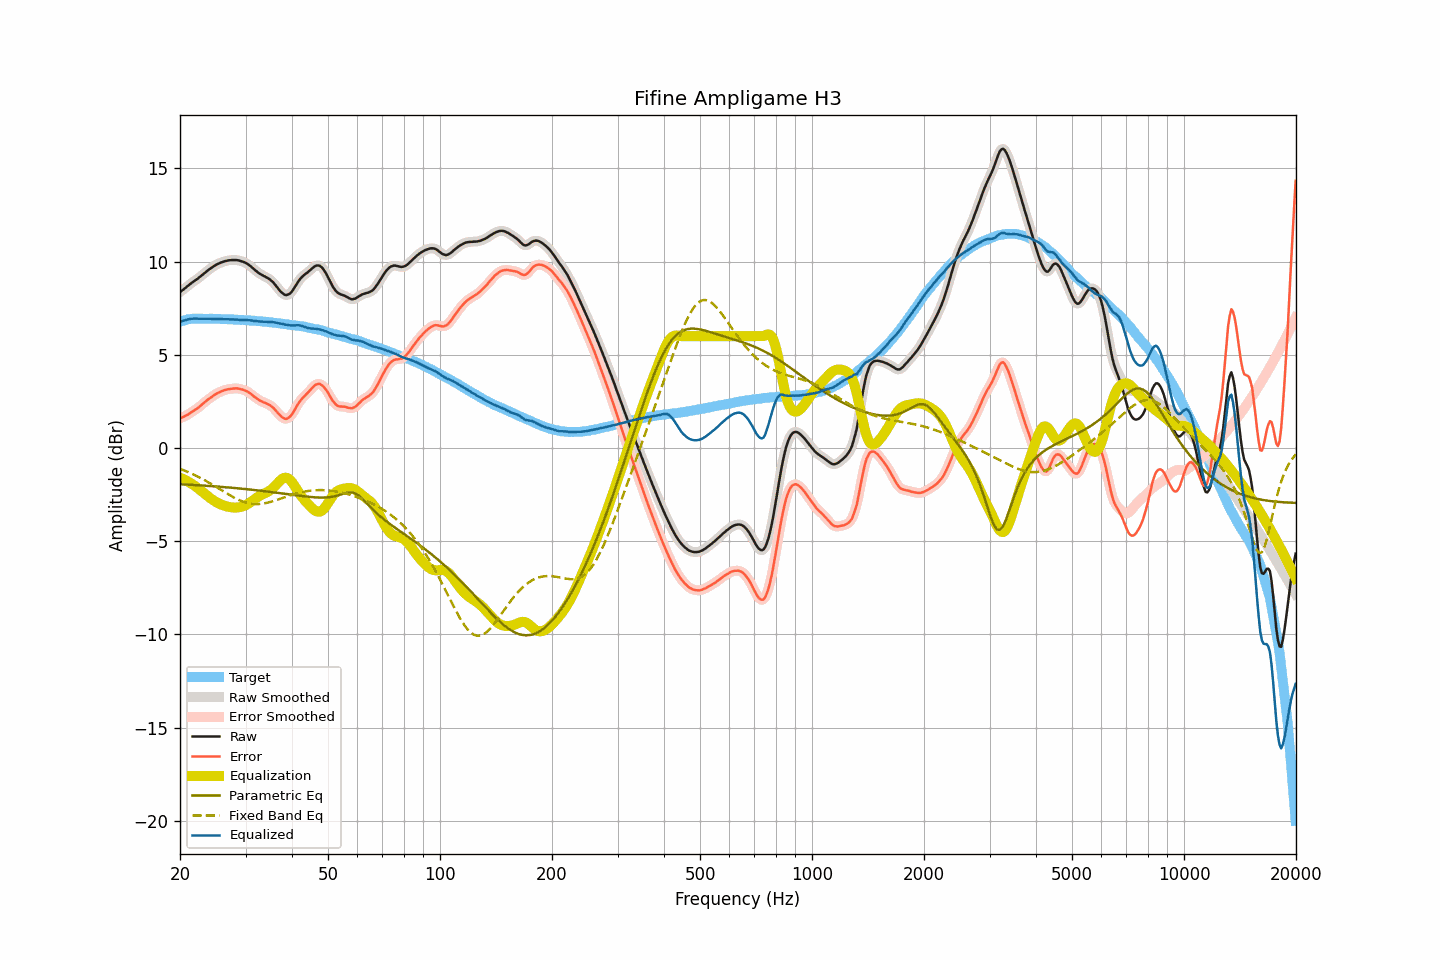 Fifine Ampligame H3
Amplitude (dBr)
15
10
5
0
−5
−10
−15
−20
Target
Raw Smoothed
Error Smoothed
Raw
Error
Equalization
Parametric Eq
Fixed Band Eq
Equalized
20 50 100 200 500 1000 2000 5000 10000 20000
Frequency (Hz)